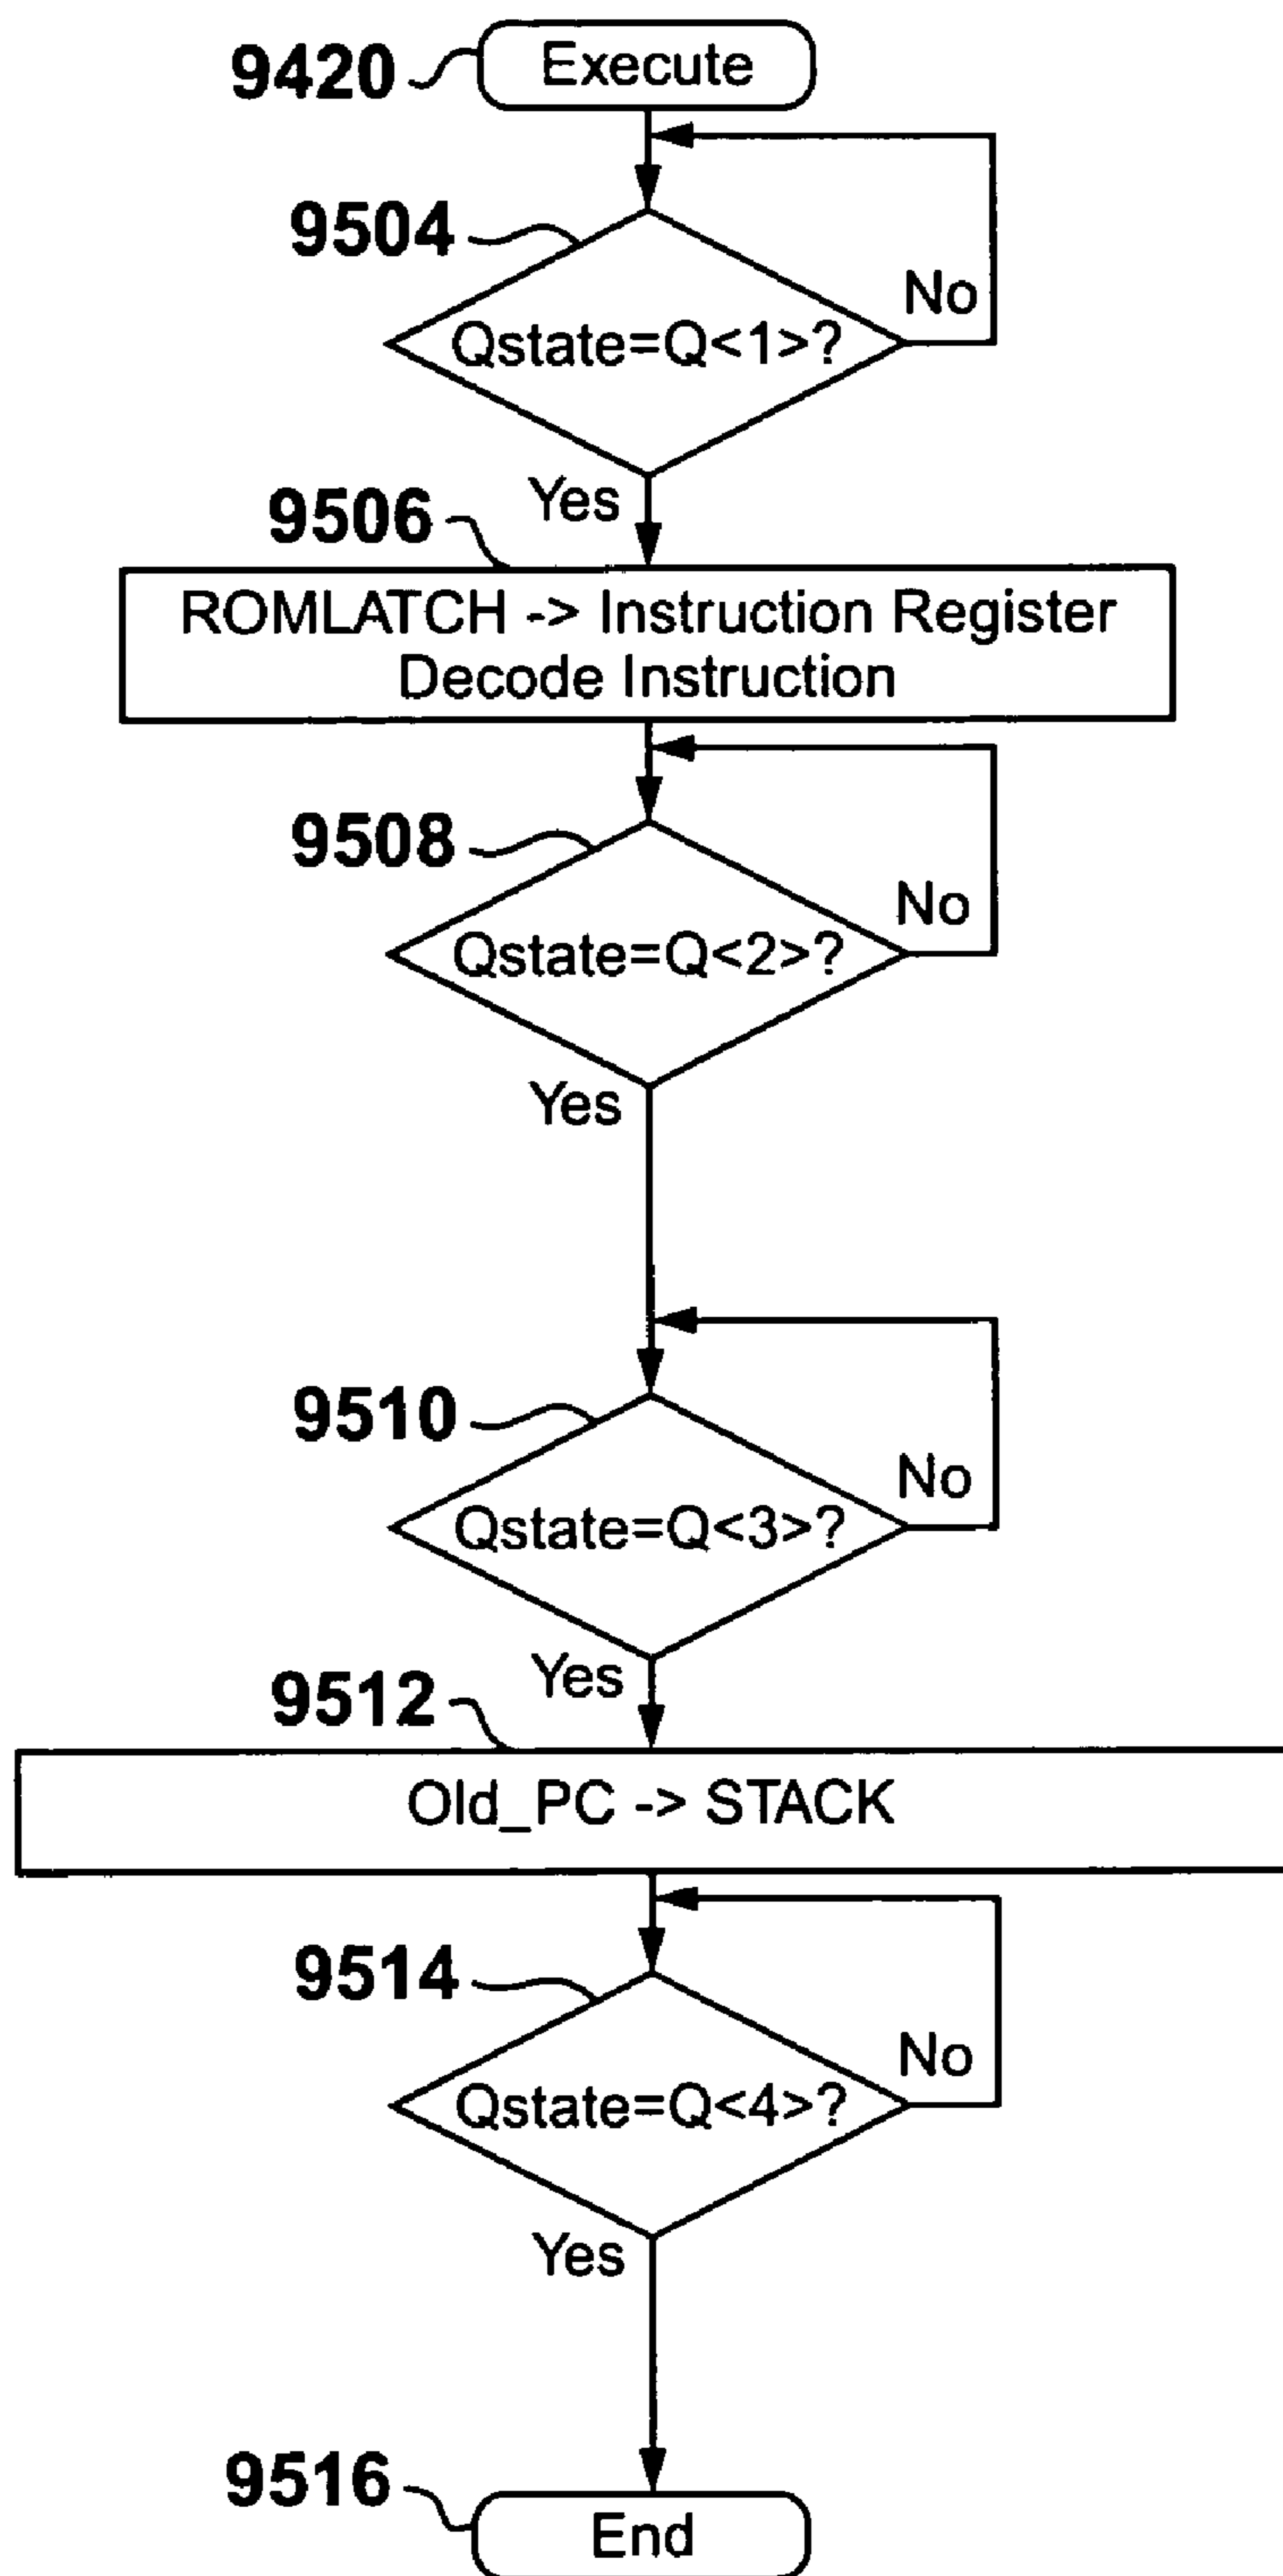 9420 Execute
9504
No
Qstate=Q<1>?
Yes
9506
ROMLATCH -> Instruction Register
Decode Instruction
9508
No
Qstate=Q<2>?
Yes
9510
No
Qstate=Q<3>?
Yes
9512
Old_PC -> STACK
9514
No
Qstate=Q<4>?
Yes
9516 End